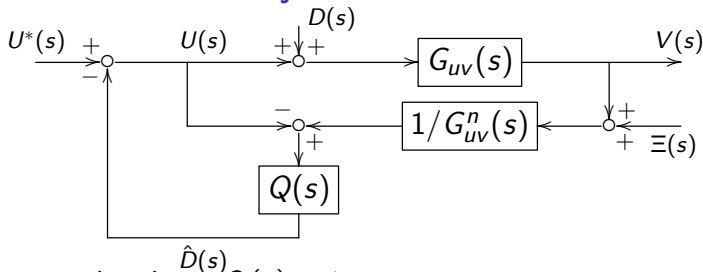 D(s)
U*(s) + U(s) + + V(s)
− G_uv(s)
− + 1/G^n_uv(s) + + Ξ(s)
Q(s)
D̂(s)